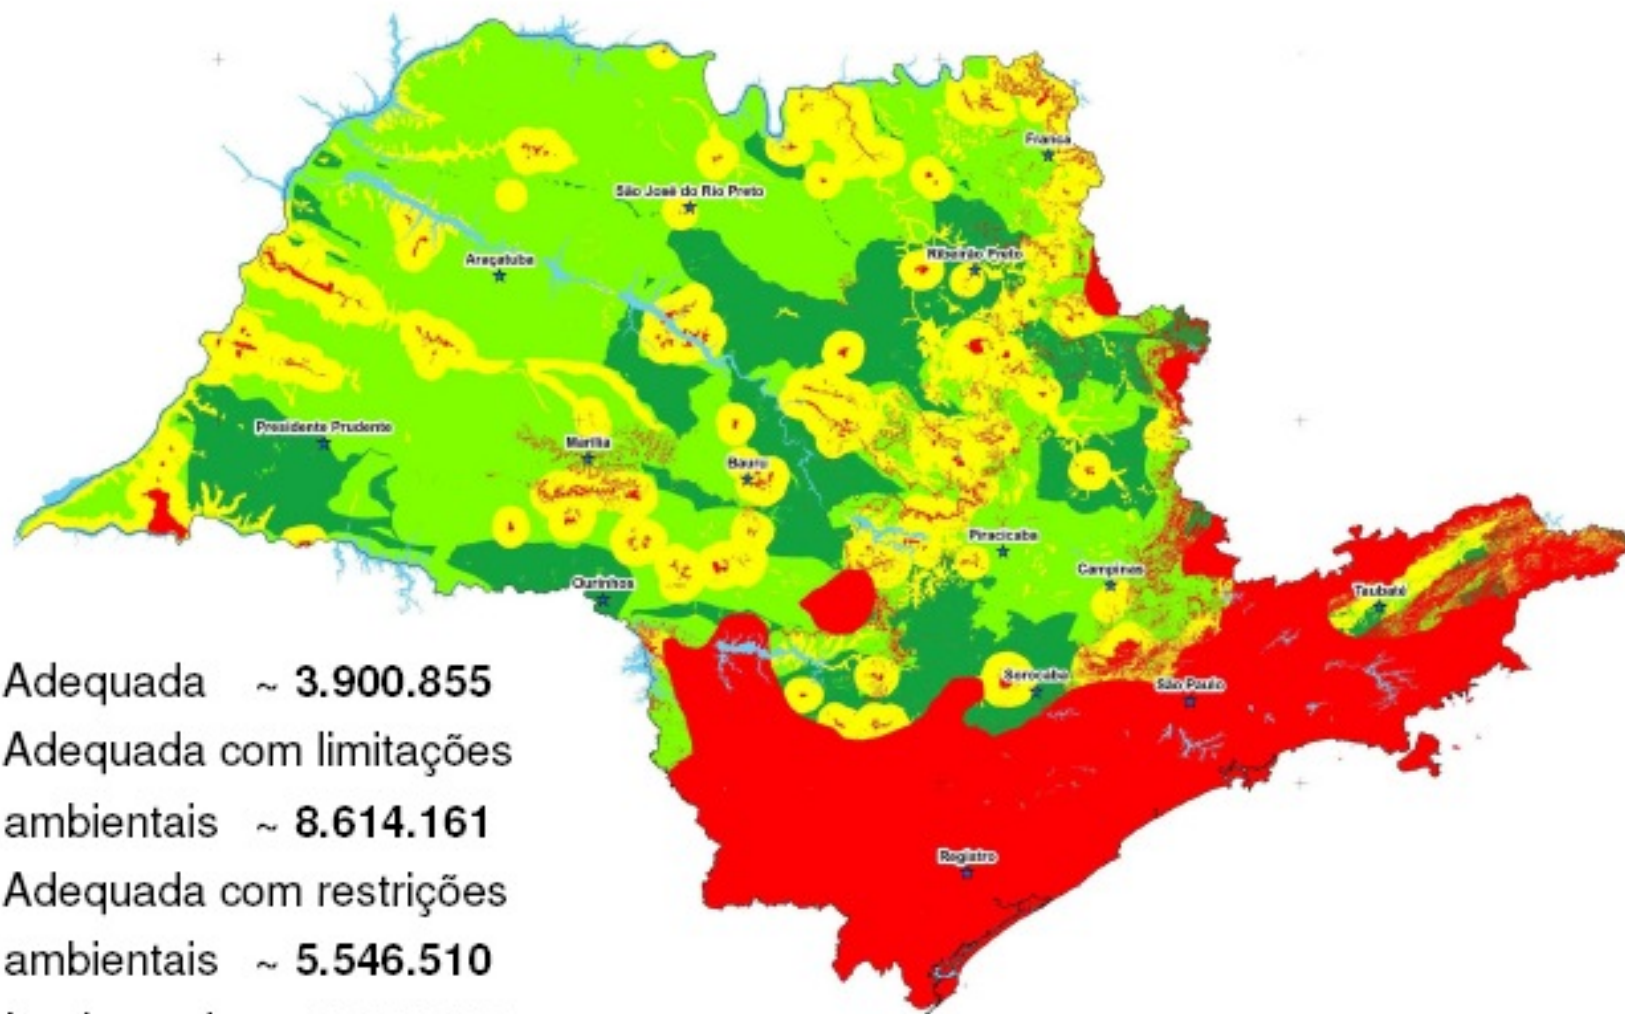 Franca
São José do Rio Preto
Ribeirão Preto
Araçatuba
Presidente Prudente
Marília
Bauru
Piracicaba
Campinas
Ourinhos
Taubaté
Sorocaba
São Paulo
Registro
Adequada ~ 3.900.855
Adequada com limitações
ambientais ~ 8.614.161
Adequada com restrições
ambientais ~ 5.546.510